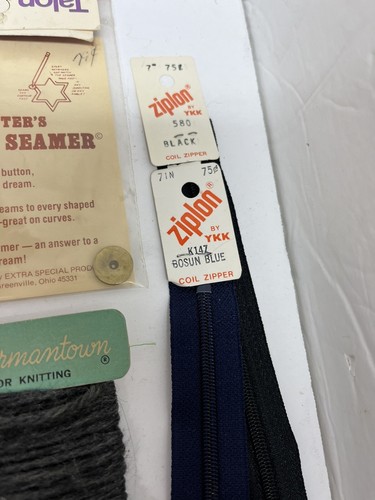 Talon
TER'S
SEAMER©
button,
dream.
eams to every shaped
great on curves.
mer — an answer to a
ream!
EXTRA SPECIAL PROD
Greenville, Ohio 45331
rmantown®
OR KNITTING
7" 75¢
ziplon®
BY
YKK
580
BLACK
COIL ZIPPER
7IN 75¢
ziplon®
BY
YKK
K14Z
BOSUN BLUE
COIL ZIPPER